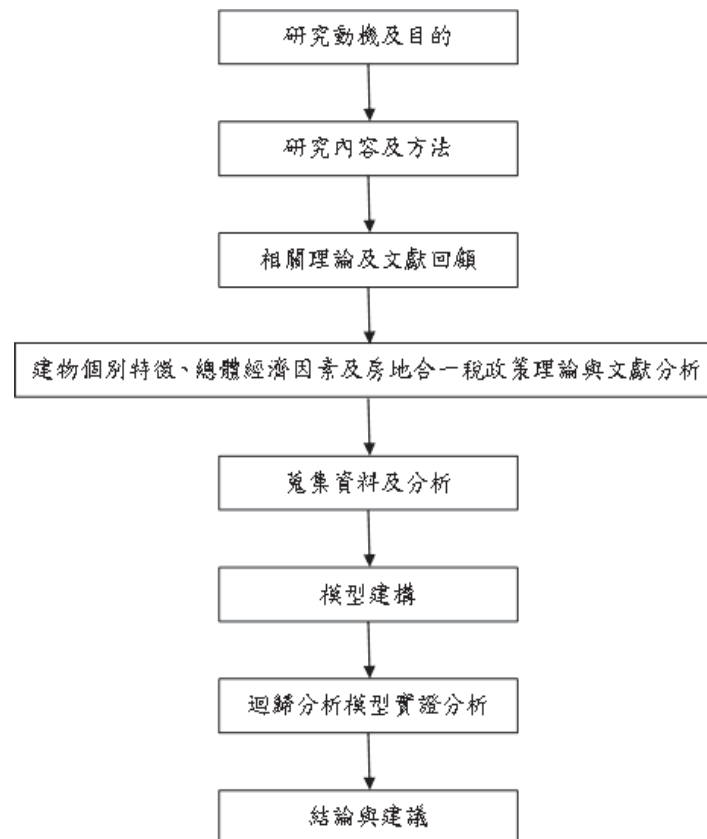 研究動機及目的
研究內容及方法
相關理論及文獻回顧
建物個別特徵、總體經濟因素及房地合一稅政策理論與文獻分析
蒐集資料及分析
模型建構
迴歸分析模型實證分析
結論與建議